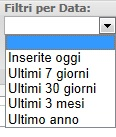 Filtri per Data:
Inserite oggi
Ultimi 7 giorni
Ultimi 30 giorni
Ultimi 3 mesi
Ultimo anno